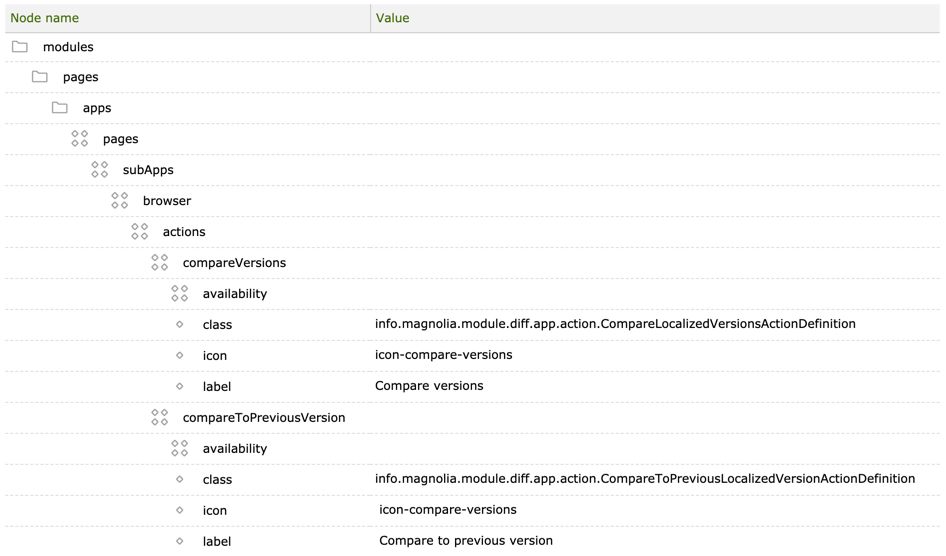 Node name Value
modules
pages
apps
pages
subApps
browser
actions
compareVersions
availability
class info.magnolia.module.diff.app.action.CompareLocalizedVersionsActionDefinition
icon icon-compare-versions
label Compare versions
compareToPreviousVersion
availability
class info.magnolia.module.diff.app.action.CompareToPreviousLocalizedVersionActionDefinition
icon icon-compare-versions
label Compare to previous version